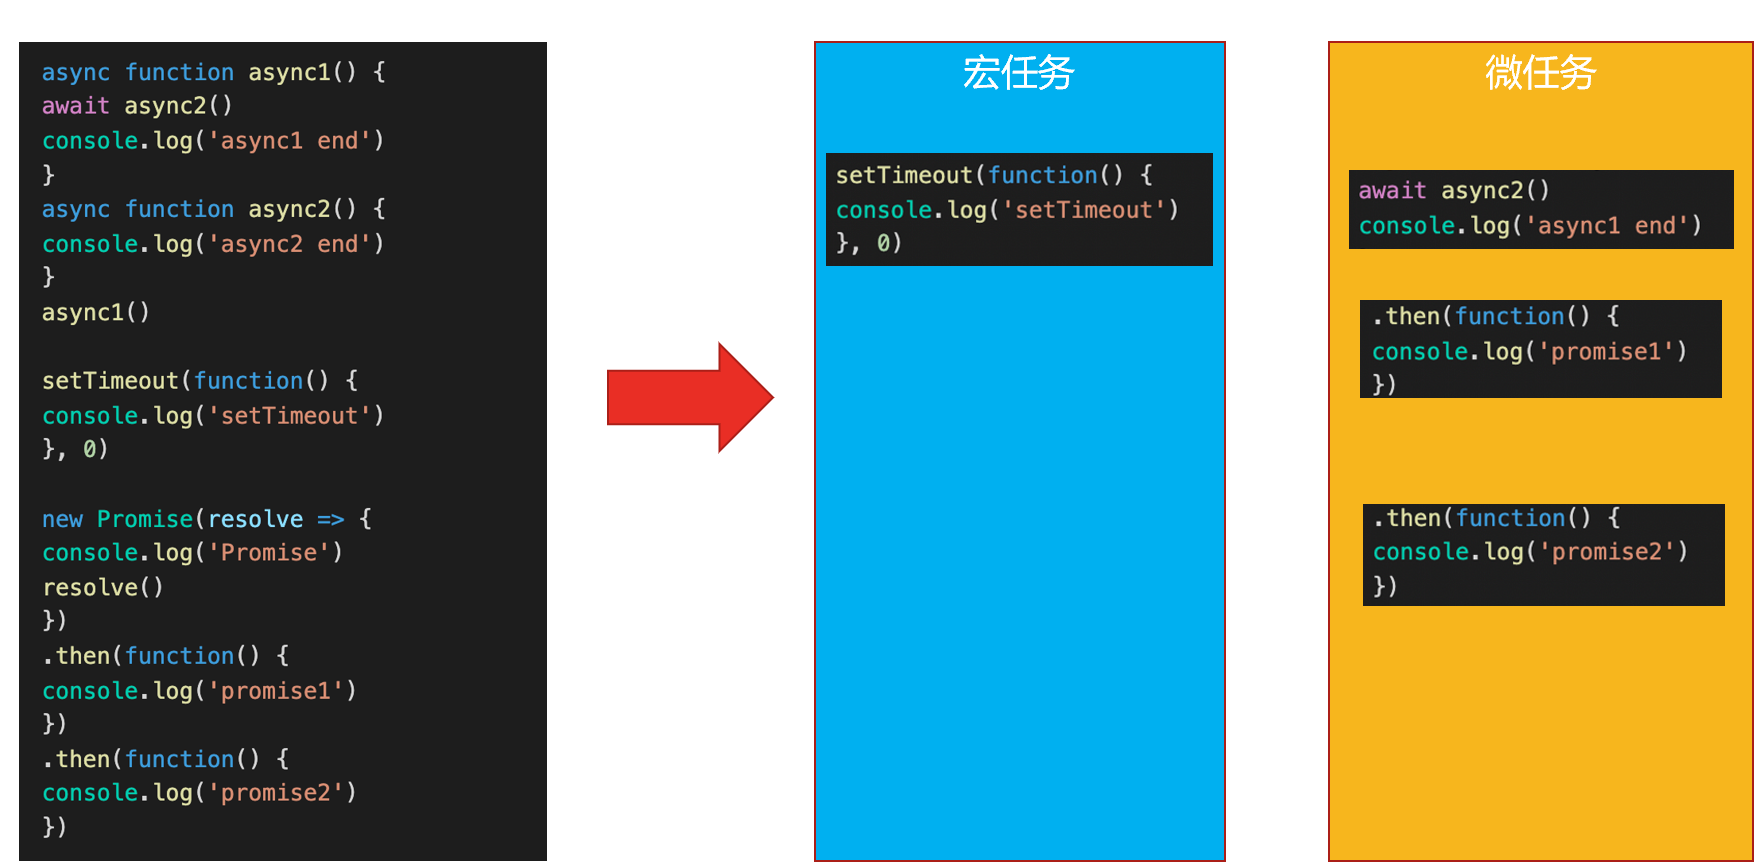 async function async1() {
await async2()
console.log('async1 end')
}
async function async2() {
console.log('async2 end')
}
async1()
setTimeout(function() {
console.log('setTimeout')
}, 0)
new Promise(resolve => {
console.log('Promise')
resolve()
})
.then(function() {
console.log('promise1')
})
.then(function() {
console.log('promise2')
})
宏任务
setTimeout(function() {
console.log('setTimeout')
}, 0)
微任务
await async2()
console.log('async1 end')
.then(function() {
console.log('promise1')
})
.then(function() {
console.log('promise2')
})